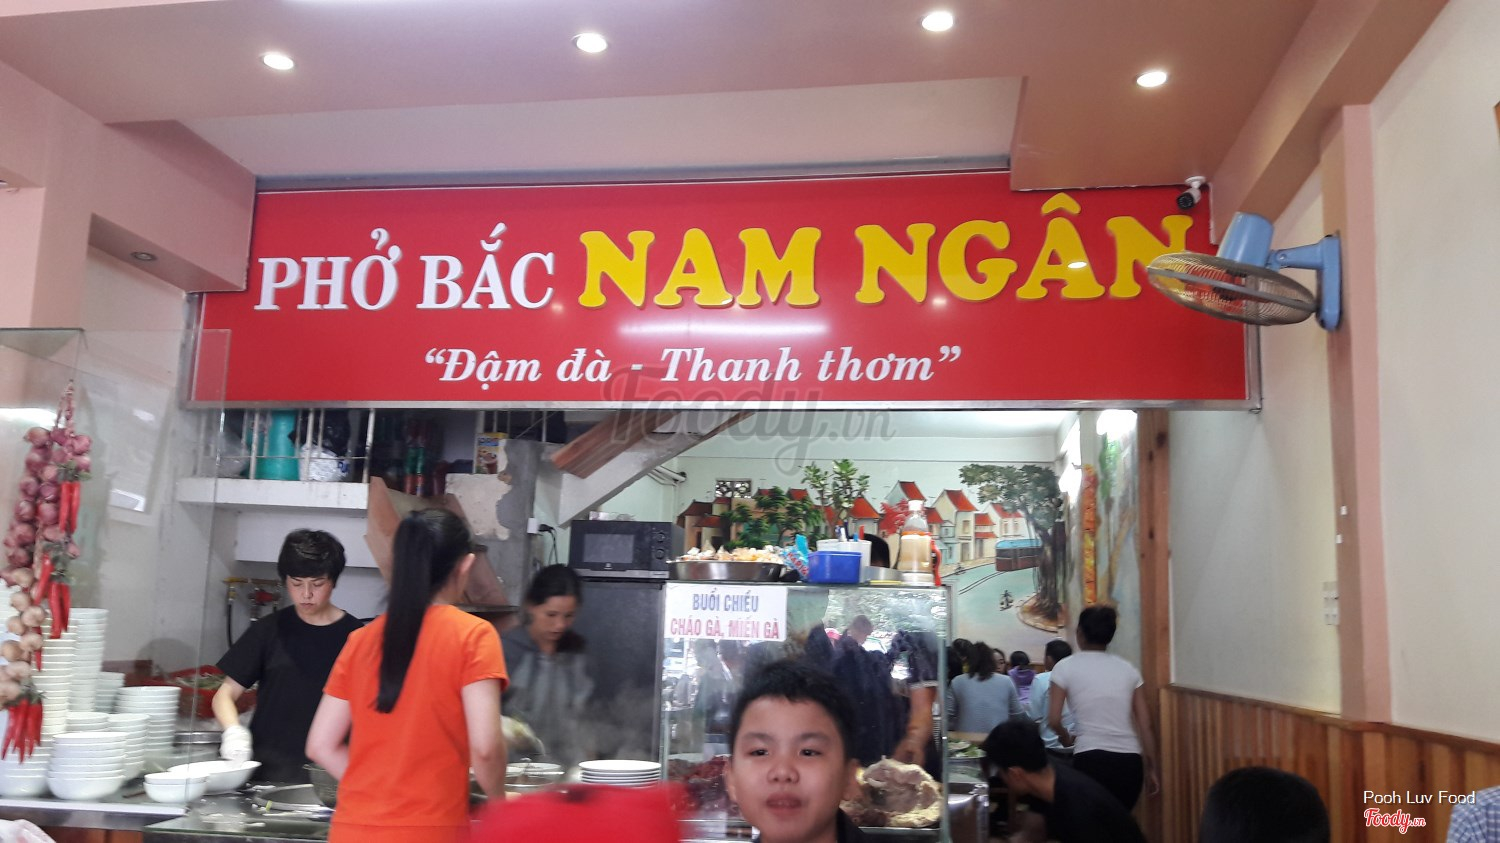 PHỞ BẮC NAM NGÂN
“Đậm đà - Thanh thơm”
Foody.vn
BUỔI CHIỀU
CHÁO GÀ, MIẾN GÀ
Pooh Luv Food
Foody.vn